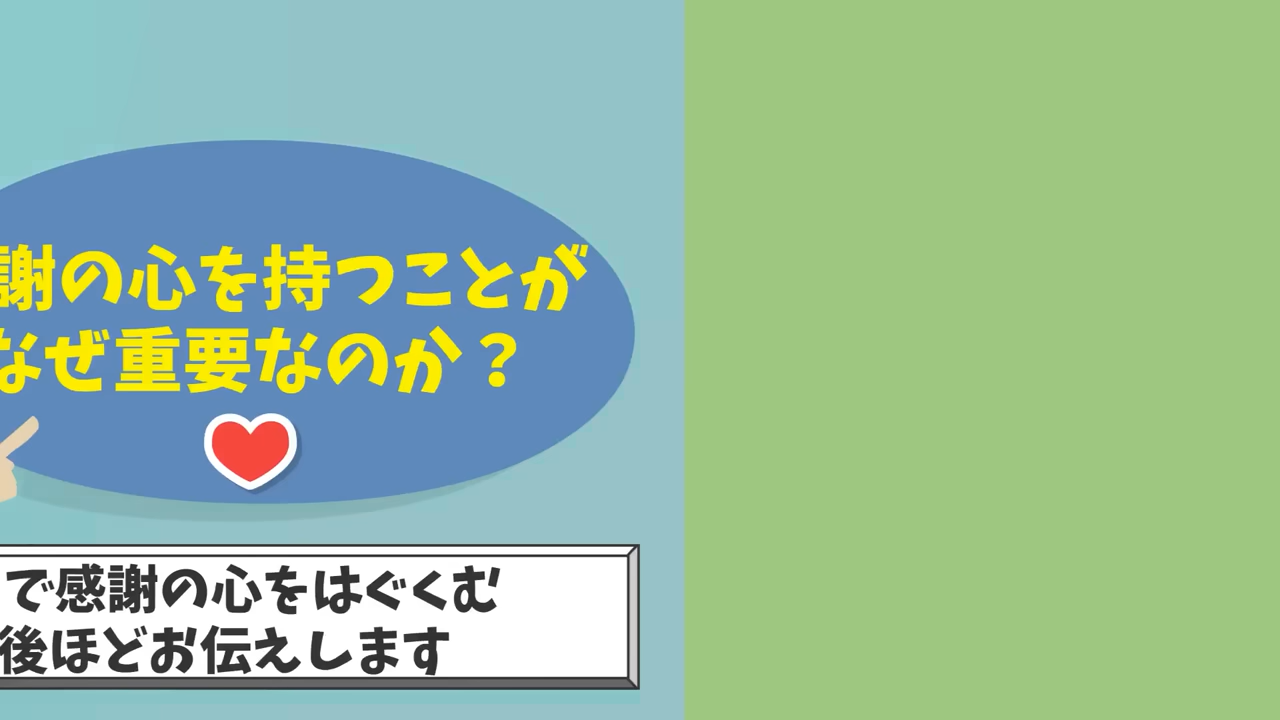 謝の心を持つことが
なぜ重要なのか？
で感謝の心をはぐくむ
後ほどお伝えします